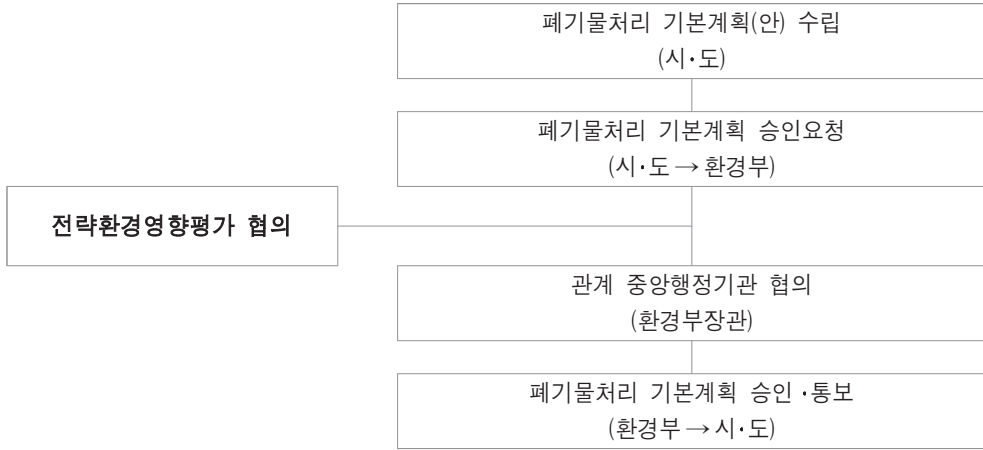 폐기물처리 기본계획(안) 수립
(시·도)
폐기물처리 기본계획 승인요청
(시·도 → 환경부)
전략환경영향평가 협의
관계 중앙행정기관 협의
(환경부장관)
폐기물처리 기본계획 승인·통보
(환경부 → 시·도)